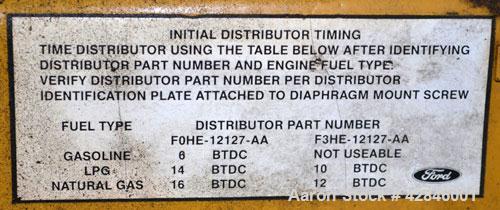 INITIAL DISTRIBUTOR TIMING
TIME DISTRIBUTOR USING THE TABLE BELOW AFTER IDENTIFYING
DISTRIBUTOR PART NUMBER AND ENGINE FUEL TYPE.
VERIFY DISTRIBUTOR PART NUMBER PER DISTRIBUTOR
IDENTIFICATION PLATE ATTACHED TO DIAPHRAGM MOUNT SCREW
FUEL TYPE DISTRIBUTOR PART NUMBER
F0HE-12127-AA F3HE-12127-AA
GASOLINE 6 BTDC NOT USEABLE
LPG 14 BTDC 10 BTDC
NATURAL GAS 16 BTDC 12 BTDC
Ford
Aaron Stock # 42846001